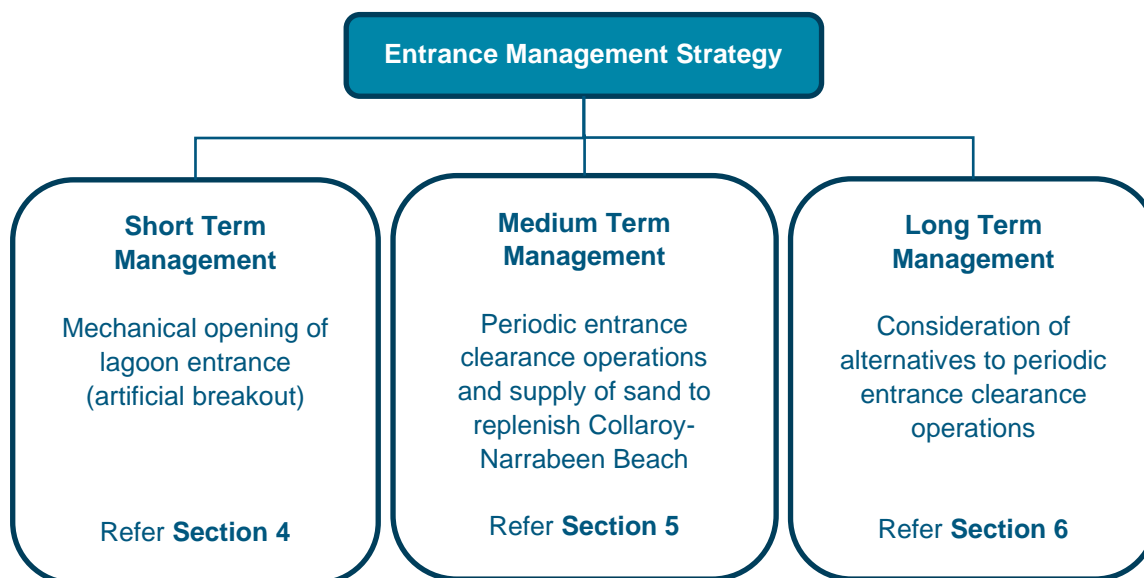 Entrance Management Strategy
Short Term
Management
Mechanical opening of
lagoon entrance
(artificial breakout)
Refer Section 4
Medium Term
Management
Periodic entrance
clearance operations
and supply of sand to
replenish Collaroy-
Narrabeen Beach
Refer Section 5
Long Term
Management
Consideration of
alternatives to periodic
entrance clearance
operations
Refer Section 6